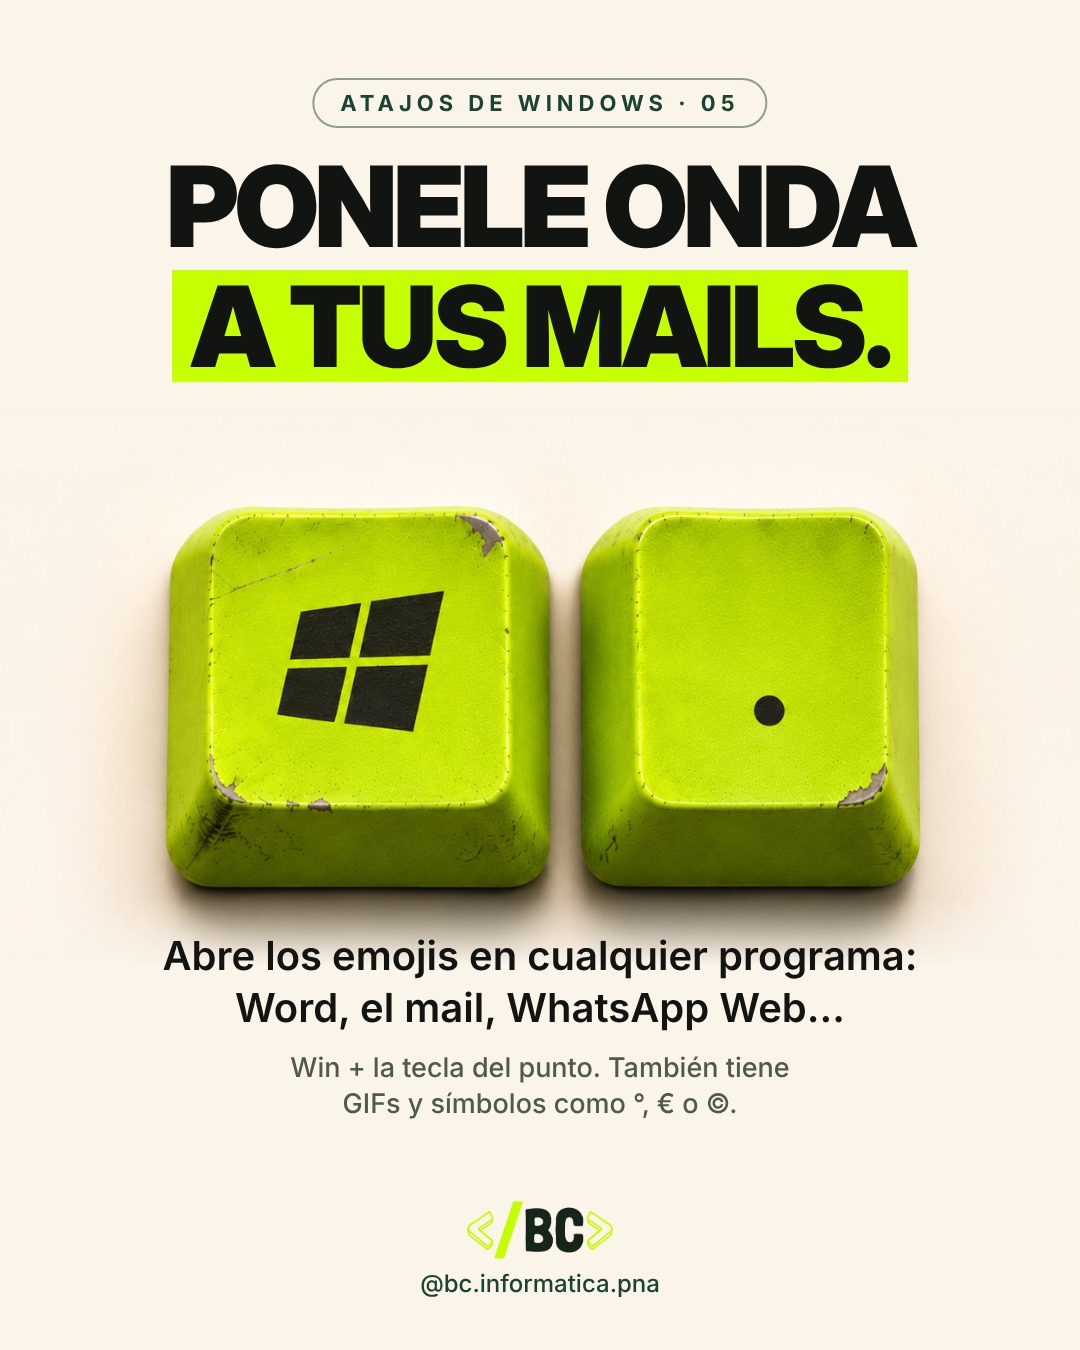 ATAJOS DE WINDOWS · 05
PONELE ONDA
A TUS MAILS.
.
Abre los emojis en cualquier programa:
Word, el mail, WhatsApp Web...
Win + la tecla del punto. También tiene
GIFs y símbolos como °, € o ©.
</BC>
@bc.informatica.pna